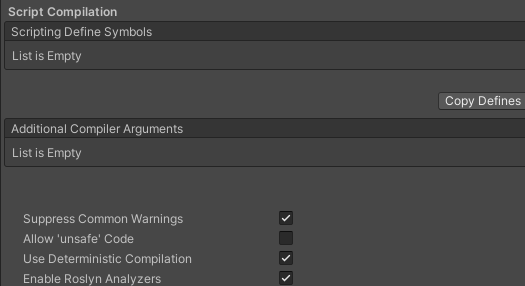 Script Compilation
Scripting Define Symbols
List is Empty
Copy Defines
Additional Compiler Arguments
List is Empty
Suppress Common Warnings
Allow 'unsafe' Code
Use Deterministic Compilation
Enable Roslyn Analyzers